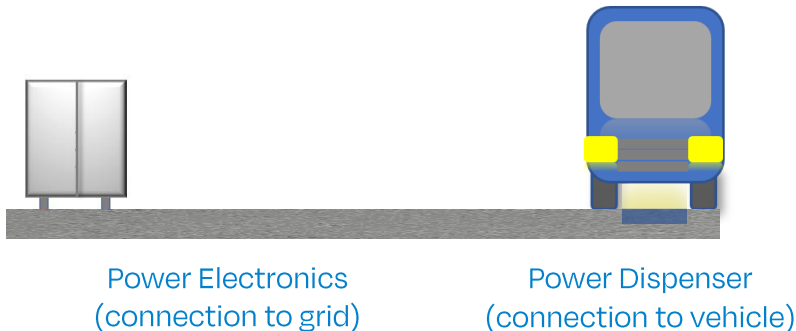 Power Electronics
(connection to grid)
Power Dispenser
(connection to vehicle)